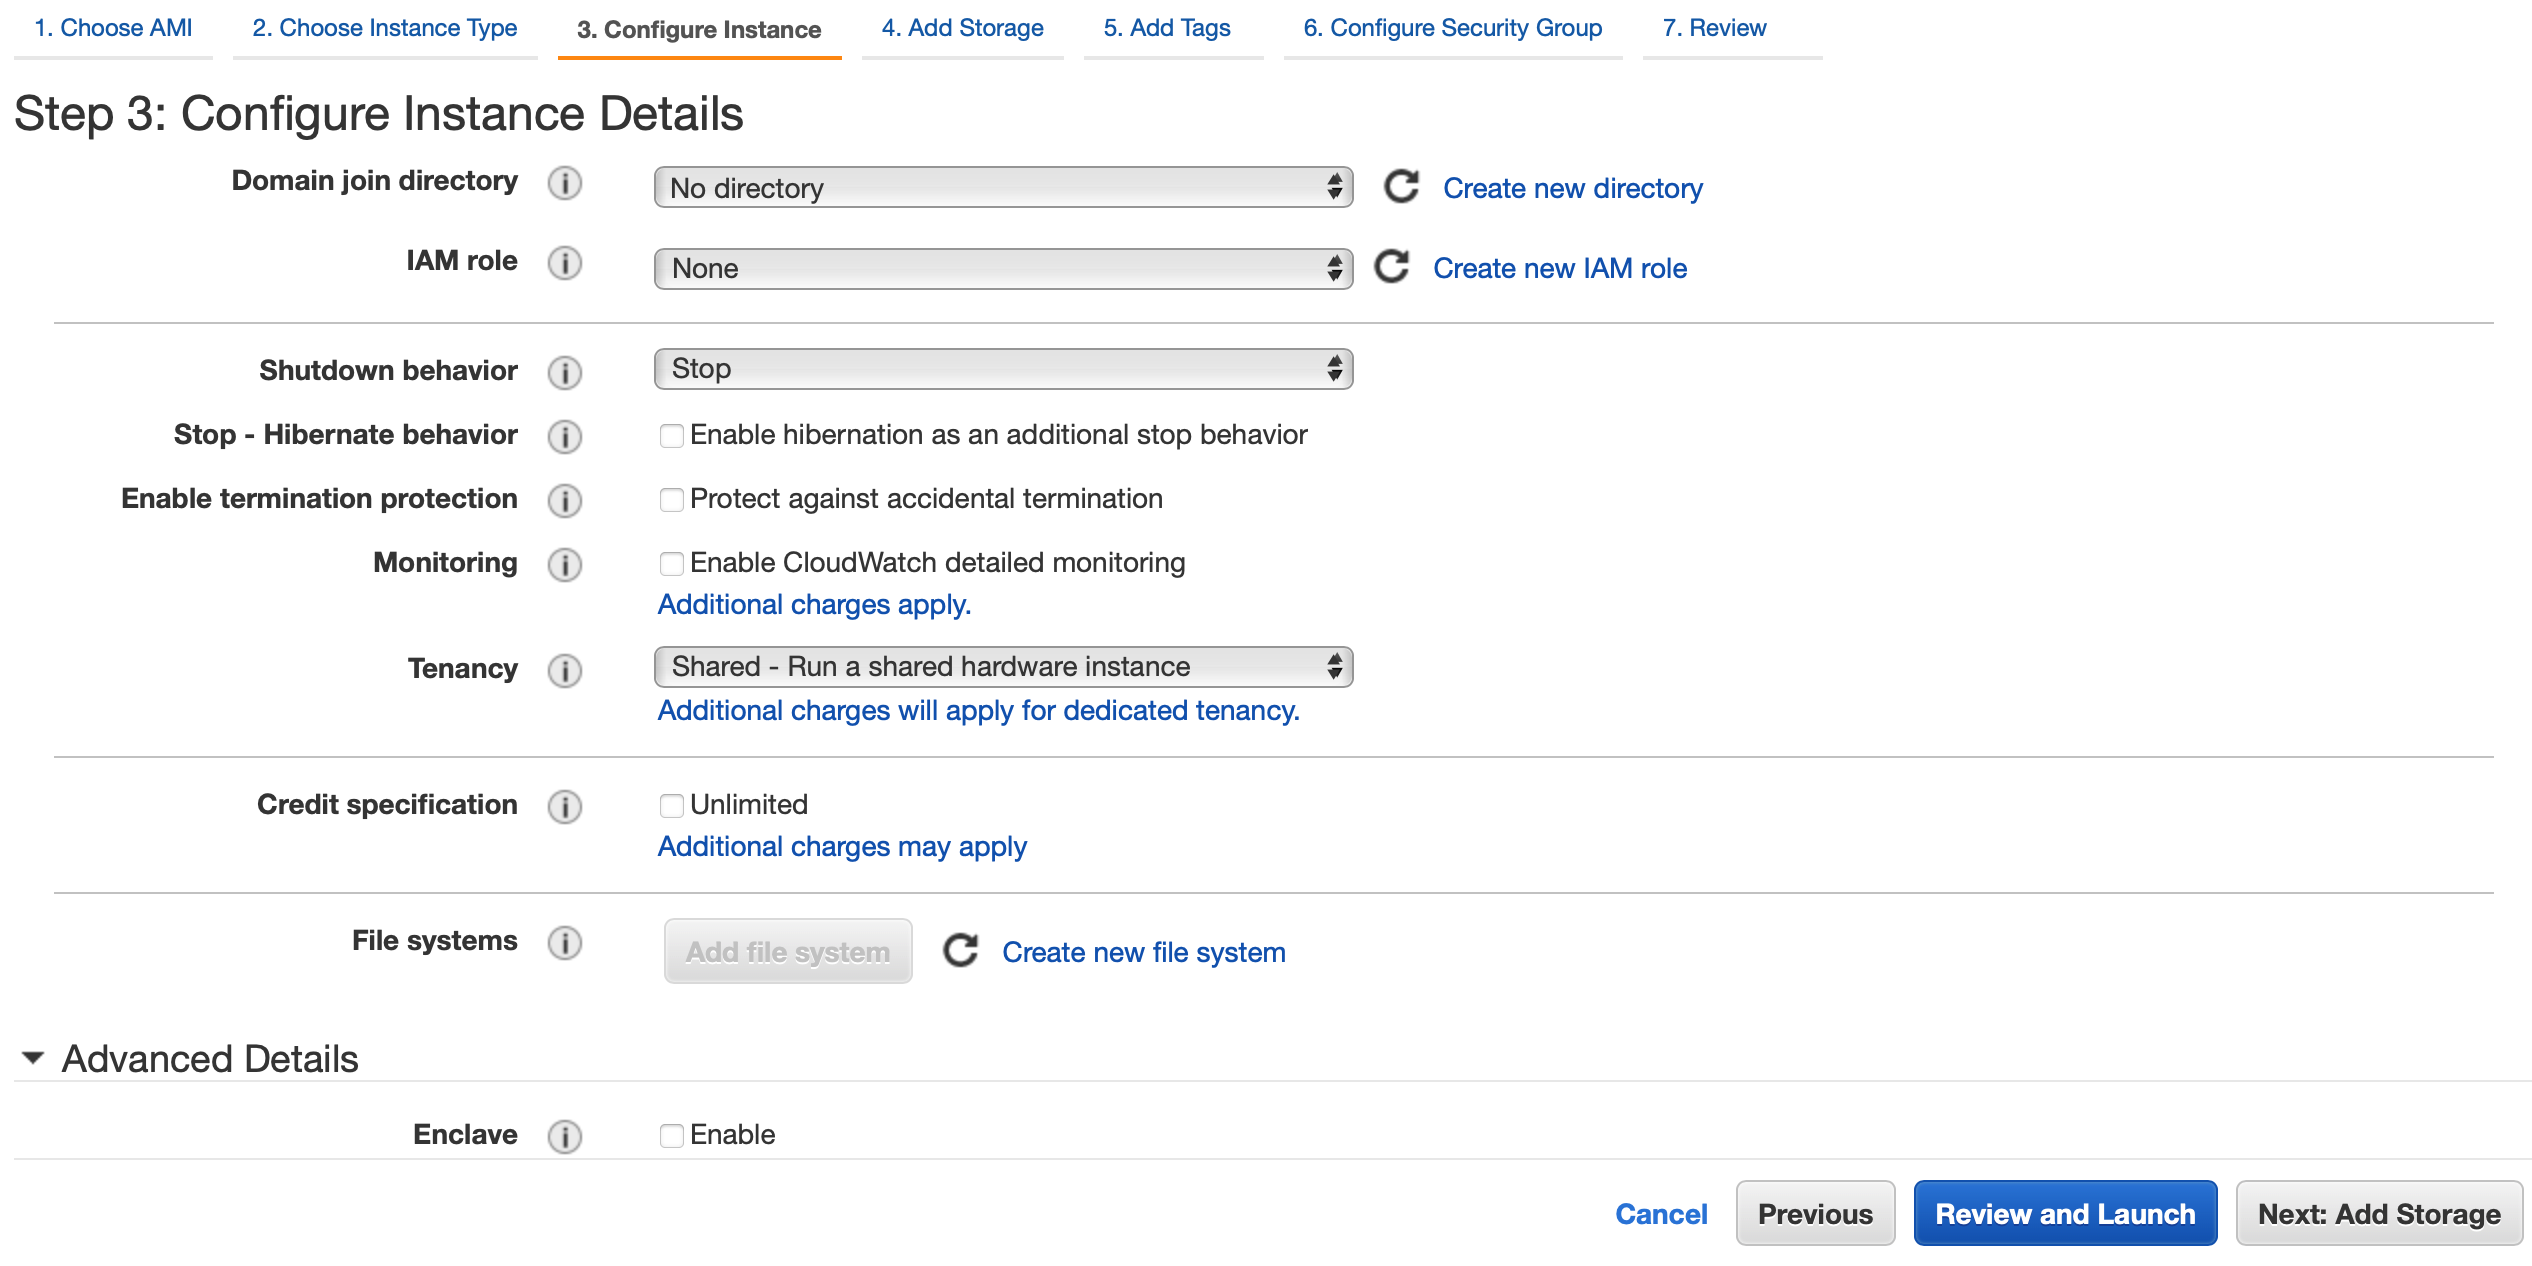 1. Choose AMI 2. Choose Instance Type 3. Configure Instance 4. Add Storage 5. Add Tags 6. Configure Security Group 7. Review
Step 3: Configure Instance Details
Domain join directory i No directory Create new directory
IAM role i None Create new IAM role
Shutdown behavior i Stop
Stop - Hibernate behavior i Enable hibernation as an additional stop behavior
Enable termination protection i Protect against accidental termination
Monitoring i Enable CloudWatch detailed monitoring
Additional charges apply.
Tenancy i Shared - Run a shared hardware instance
Additional charges will apply for dedicated tenancy.
Credit specification i Unlimited
Additional charges may apply
File systems i Add file system Create new file system
Advanced Details
Enclave i Enable
Cancel Previous Review and Launch Next: Add Storage